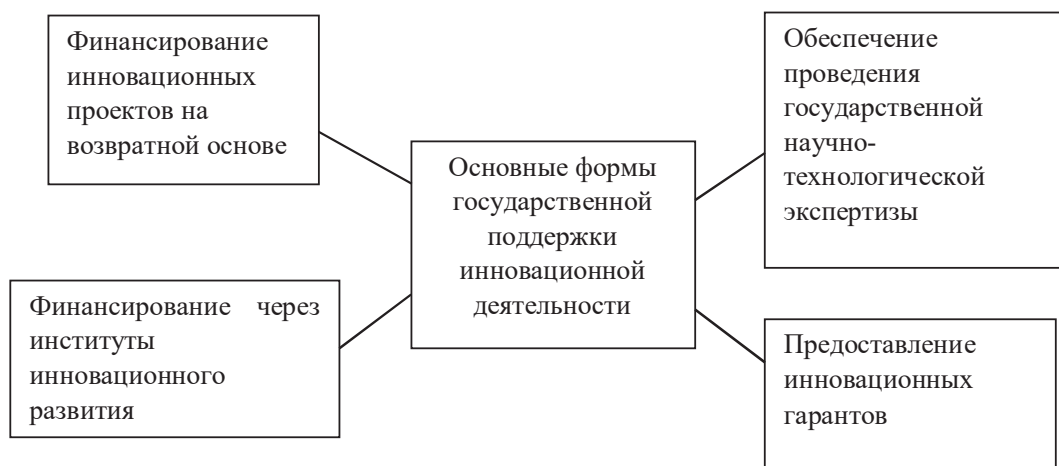 Финансирование
инновационных
проектов на
возвратной основе
Обеспечение
проведения
государственной
научно-
технологической
экспертизы
Основные формы
государственной
поддержки
инновационной
деятельности
Финансирование через
институты
инновационного
развития
Предоставление
инновационных
гарантов